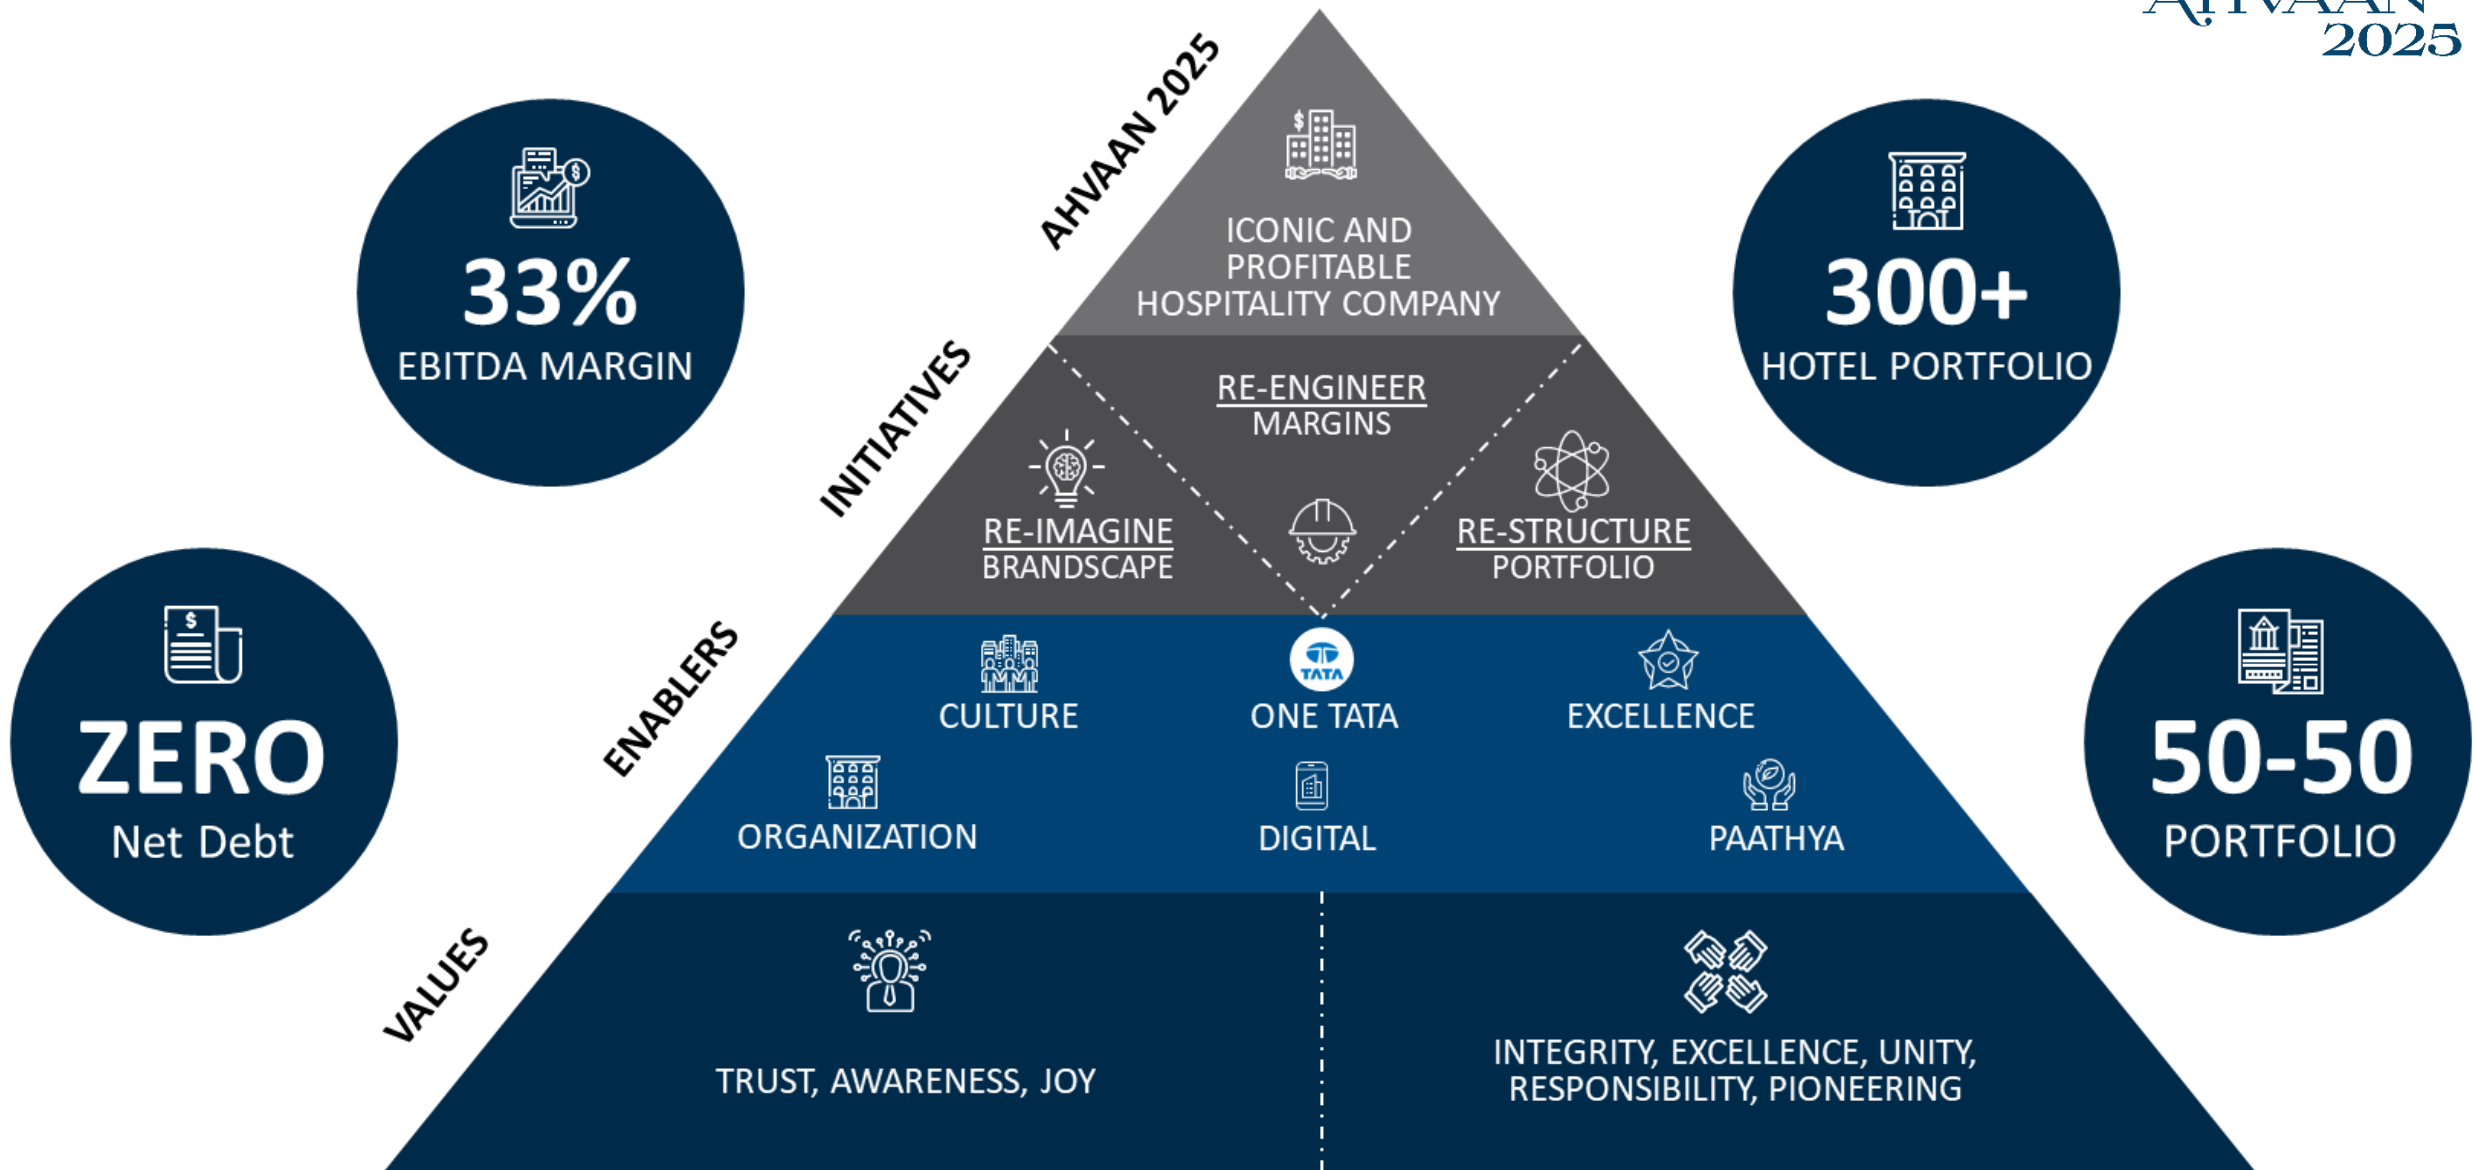 AHVAAN
2025
AHVAAN 2025
ICONIC AND
PROFITABLE
HOSPITALITY COMPANY
33%
EBITDA MARGIN
300+
HOTEL PORTFOLIO
INITIATIVES
RE-ENGINEER
MARGINS
RE-IMAGINE
BRANDSCAPE
RE-STRUCTURE
PORTFOLIO
ZERO
Net Debt
50-50
PORTFOLIO
ENABLERS
TATA
CULTURE
ONE TATA
EXCELLENCE
ORGANIZATION
DIGITAL
PAATHYA
VALUES
TRUST, AWARENESS, JOY
INTEGRITY, EXCELLENCE, UNITY,
RESPONSIBILITY, PIONEERING